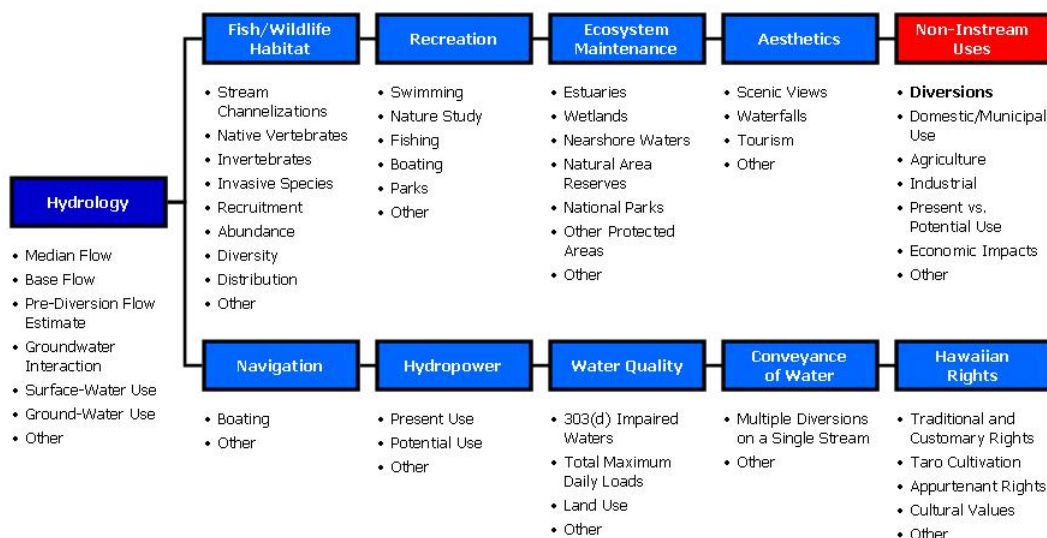 Fish/Wildlife
Habitat
Recreation
Ecosystem
Maintenance
Aesthetics
Non-Instream
Uses
• Stream
Channelizations
• Native Vertebrates
• Invertebrates
• Invasive Species
• Recruitment
• Abundance
• Diversity
• Distribution
• Other
• Swimming
• Nature Study
• Fishing
• Boating
• Parks
• Other
• Estuaries
• Wetlands
• Nearshore Waters
• Natural Area
Reserves
• National Parks
• Other Protected
Areas
• Other
• Scenic Views
• Waterfalls
• Tourism
• Other
• Diversions
• Domestic/Municipal
Use
• Agriculture
• Industrial
• Present vs.
Potential Use
• Economic Impacts
• Other
Hydrology
• Median Flow
• Base Flow
• Pre-Diversion Flow
Estimate
• Groundwater
Interaction
• Surface-Water Use
• Ground-Water Use
• Other
Navigation
Hydropower
Water Quality
Conveyance
of Water
Hawaiian
Rights
• Boating
• Other
• Present Use
• Potential Use
• Other
• 303(d) Impaired
Waters
• Total Maximum
Daily Loads
• Land Use
• Other
• Multiple Diversions
on a Single Stream
• Other
• Traditional and
Customary Rights
• Taro Cultivation
• Appurtenant Rights
• Cultural Values
• Other